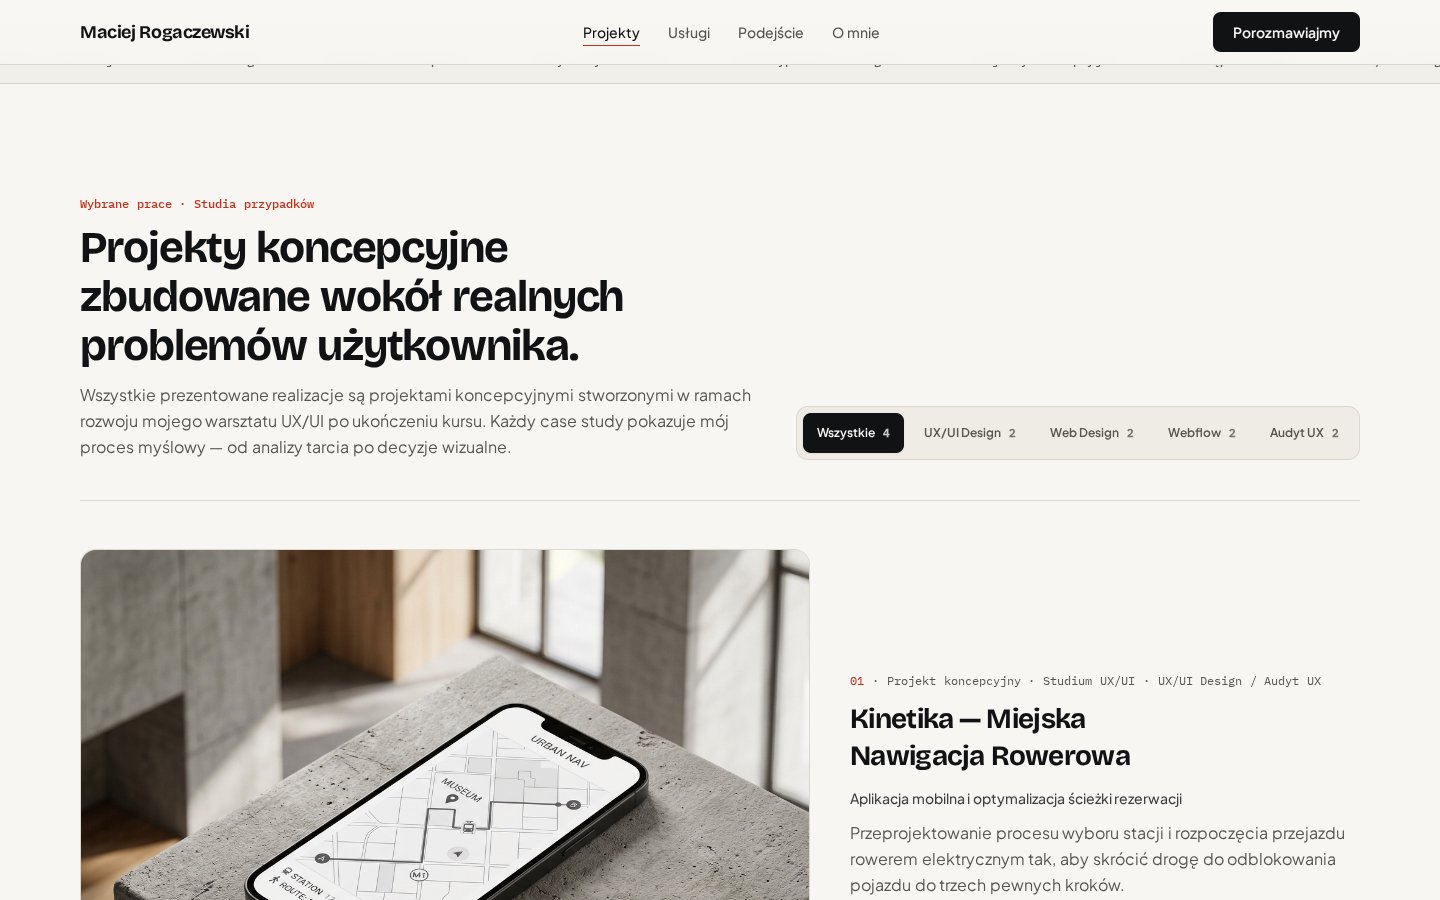 Maciej Rogaczewski
Projekty
Usługi
Podejście
O mnie
Porozmawiajmy
Wybrane prace · Studia przypadków
Projekty koncepcyjne
zbudowane wokół realnych
problemów użytkownika.
Wszystkie prezentowane realizacje są projektami koncepcyjnymi stworzonymi w ramach
rozwoju mojego warsztatu UX/UI po ukończeniu kursu. Każdy case study pokazuje mój
proces myślowy — od analizy tarcia po decyzje wizualne.
Wszystkie 4
UX/UI Design 2
Web Design 2
Webflow 2
Audyt UX 2
URBAN NAV
MUSEUM
B
A
M1
STATION
ROUTE:
01 · Projekt koncepcyjny · Studium UX/UI · UX/UI Design / Audyt UX
Kinetika — Miejska
Nawigacja Rowerowa
Aplikacja mobilna i optymalizacja ścieżki rezerwacji
Przeprojektowanie procesu wyboru stacji i rozpoczęcia przejazdu
rowerem elektrycznym tak, aby skrócić drogę do odblokowania
pojazdu do trzech pewnych kroków.